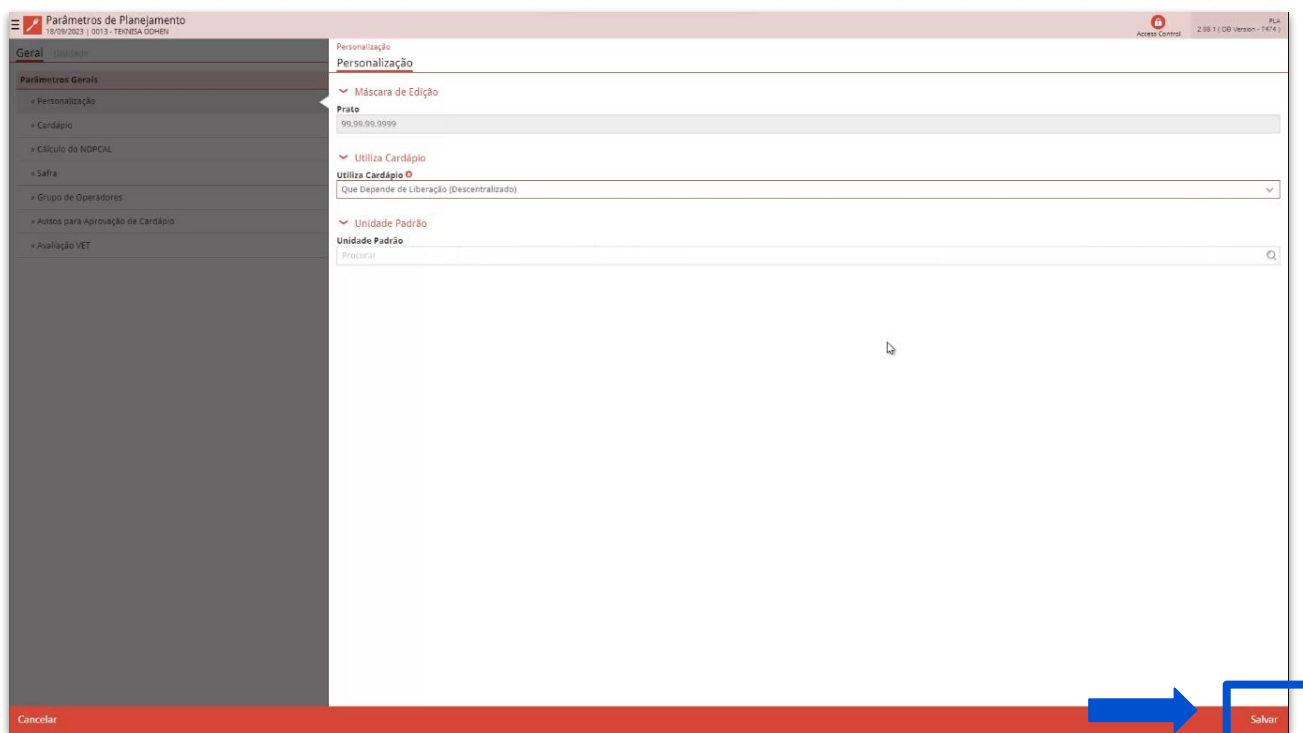 Parâmetros de Planejamento
18/09/2023 | 0013 - TEKNISA ODHEN
Access Control
PLA
2.58.1 ( DB Version - 7474 )
Geral Unidade
Parâmetros Gerais
» Personalização
» Cardápio
» Cálculo do NDPCAL
» Safra
» Grupo de Operadores
» Avisos para Aprovação de Cardápio
» Avaliação VET
Personalização
Personalização
Máscara de Edição
Prato
99.99.99.9999
Utiliza Cardápio
Utiliza Cardápio
Que Depende de Liberação (Descentralizado)
Unidade Padrão
Unidade Padrão
Procurar
Cancelar
Salvar